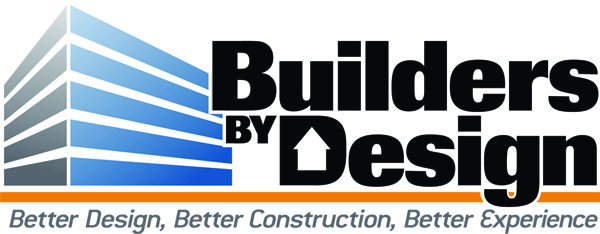 Builders
BY Design
Better Design, Better Construction, Better Experience